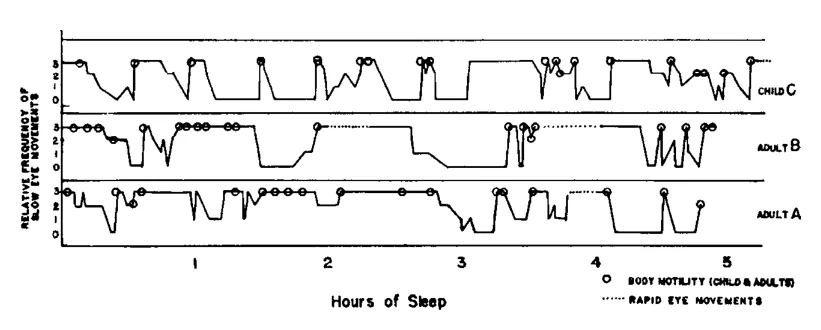 RELATIVE FREQUENCY OF
SLOW EYE MOVEMENTS
3
2
1
0
CHILD C
3
2
1
0
ADULT B
3
2
1
0
ADULT A
1 2 3 4 5
Hours of Sleep
BODY MOTILITY (CHILD & ADULTS)
RAPID EYE MOVEMENTS